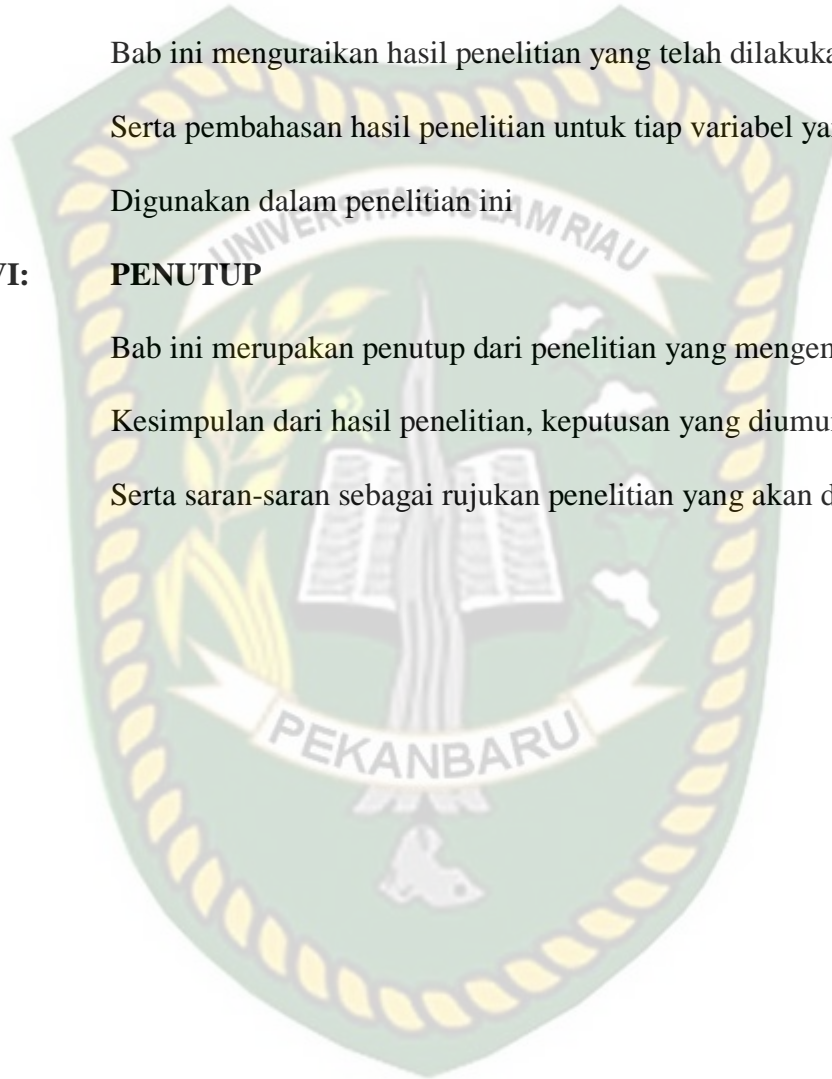 Bab ini menguraikan hasil penelitian yang telah dilakuka
Serta pembahasan hasil penelitian untuk tiap variabel ya
Digunakan dalam penelitian ini
UNIVERSITAS ISLAM RIAU
VI: PENUTUP
Bab ini merupakan penutup dari penelitian yang mengen
Kesimpulan dari hasil penelitian, keputusan yang diumu
Serta saran-saran sebagai rujukan penelitian yang akan d
PEKANBARU